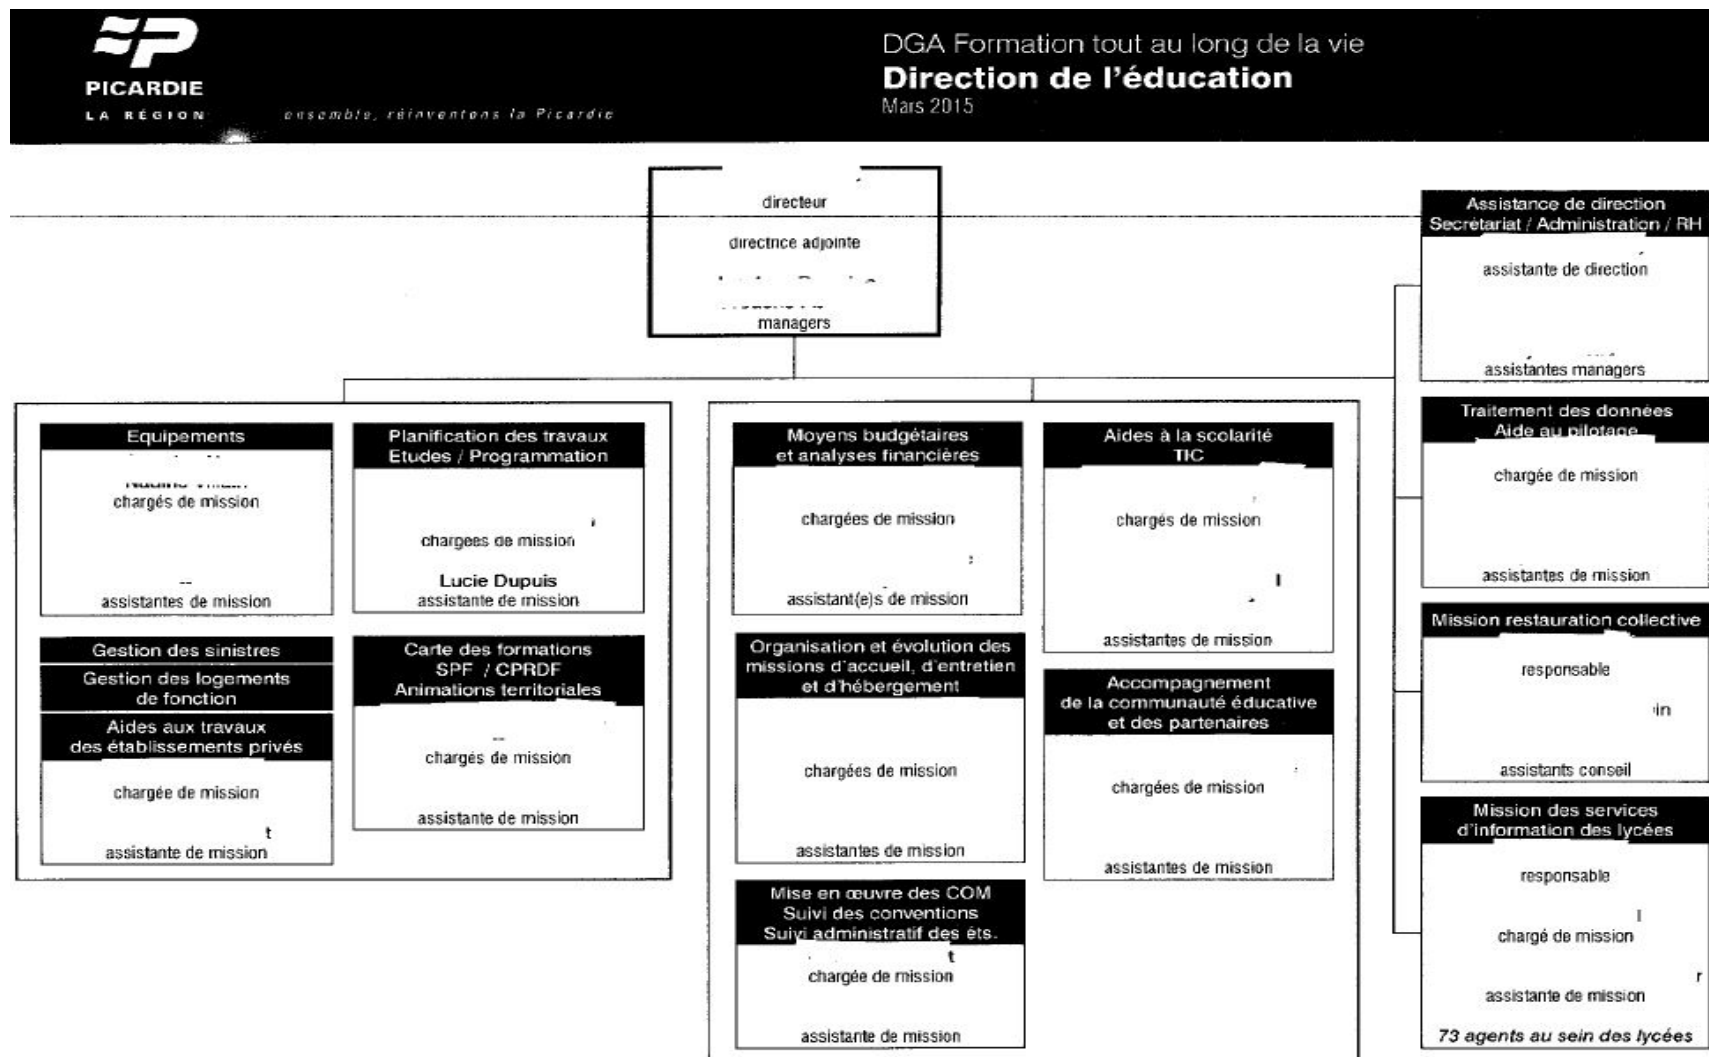 PICARDIE
LA RÉGION
ensemble, réinventons la Picardie
DGA Formation tout au long de la vie
Direction de l'éducation
Mars 2015
directeur
directrice adjointe
managers
Assistance de direction
Secrétariat / Administration / RH
assistante de direction
assistantes managers
Traitement des données
Aide au pilotage
chargée de mission
assistantes de mission
Mission restauration collective
responsable
assistants conseil
Mission des services
d'information des lycées
responsable
chargé de mission
assistante de mission
73 agents au sein des lycées
Equipements
chargés de mission
assistantes de mission
Planification des travaux
Etudes / Programmation
chargees de mission
Lucie Dupuis
assistante de mission
Gestion des sinistres
Gestion des logements
de fonction
Aides aux travaux
des établissements privés
chargée de mission
assistante de mission
Carte des formations
SPF / CPRDF
Animations territoriales
chargés de mission
assistante de mission
Moyens budgétaires
et analyses financières
chargées de mission
assistant(e)s de mission
Aides à la scolarité
TIC
chargés de mission
assistantes de mission
Organisation et évolution des
missions d'accueil, d'entretien
et d'hébergement
chargées de mission
assistantes de mission
Accompagnement
de la communauté éducative
et des partenaires
chargées de mission
assistantes de mission
Mise en œuvre des COM
Suivi des conventions
Suivi administratif des éts.
chargée de mission
assistante de mission